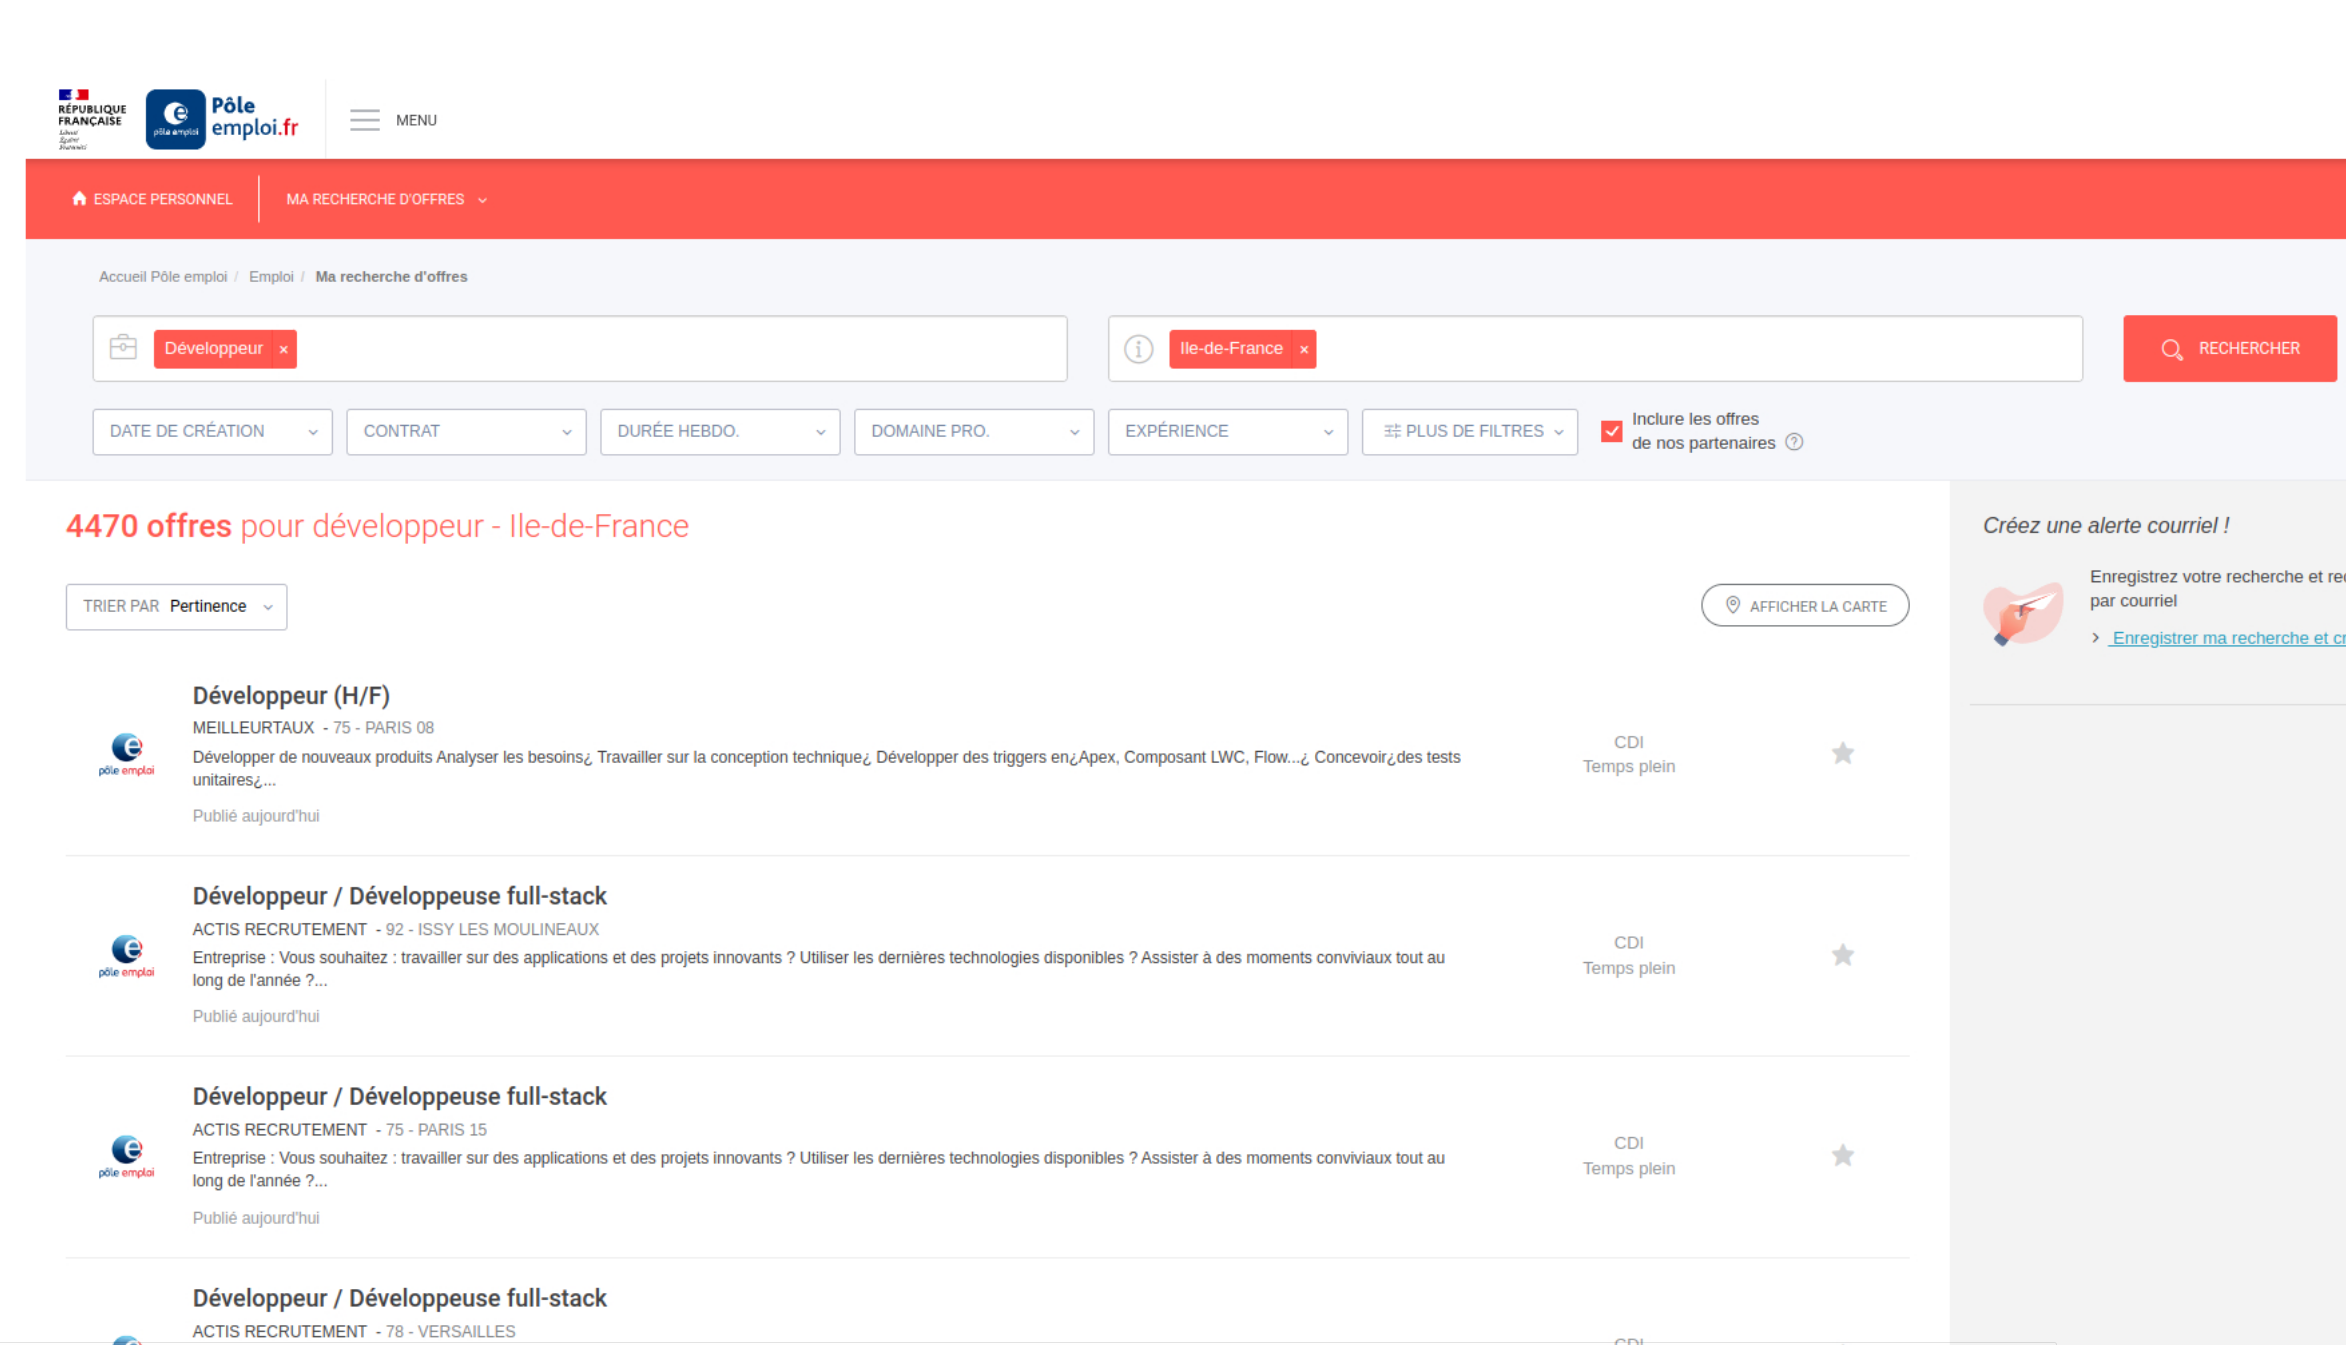 RÉPUBLIQUE
FRANÇAISE
Liberté
Égalité
Fraternité
pôle emploi
Pôle
emploi.fr
MENU
ESPACE PERSONNEL
MA RECHERCHE D'OFFRES
Accueil Pôle emploi / Emploi / Ma recherche d'offres
Développeur ×
Ile-de-France ×
RECHERCHER
DATE DE CRÉATION
CONTRAT
DURÉE HEBDO.
DOMAINE PRO.
EXPÉRIENCE
PLUS DE FILTRES
Inclure les offres
de nos partenaires ?
4470 offres pour développeur - Ile-de-France
TRIER PAR Pertinence
AFFICHER LA CARTE
Développeur (H/F)
MEILLEURTAUX - 75 - PARIS 08
Développer de nouveaux produits Analyser les besoins¿ Travailler sur la conception technique¿ Développer des triggers en¿Apex, Composant LWC, Flow...¿ Concevoir¿des tests
unitaires¿...
Publié aujourd'hui
CDI
Temps plein
pôle emploi
Développeur / Développeuse full-stack
ACTIS RECRUTEMENT - 92 - ISSY LES MOULINEAUX
Entreprise : Vous souhaitez : travailler sur des applications et des projets innovants ? Utiliser les dernières technologies disponibles ? Assister à des moments conviviaux tout au
long de l'année ?...
Publié aujourd'hui
CDI
Temps plein
pôle emploi
Développeur / Développeuse full-stack
ACTIS RECRUTEMENT - 75 - PARIS 15
Entreprise : Vous souhaitez : travailler sur des applications et des projets innovants ? Utiliser les dernières technologies disponibles ? Assister à des moments conviviaux tout au
long de l'année ?...
Publié aujourd'hui
CDI
Temps plein
pôle emploi
Développeur / Développeuse full-stack
ACTIS RECRUTEMENT - 78 - VERSAILLES
CDI
Créez une alerte courriel !
Enregistrez votre recherche et
par courriel
> Enregistrer ma recherche et